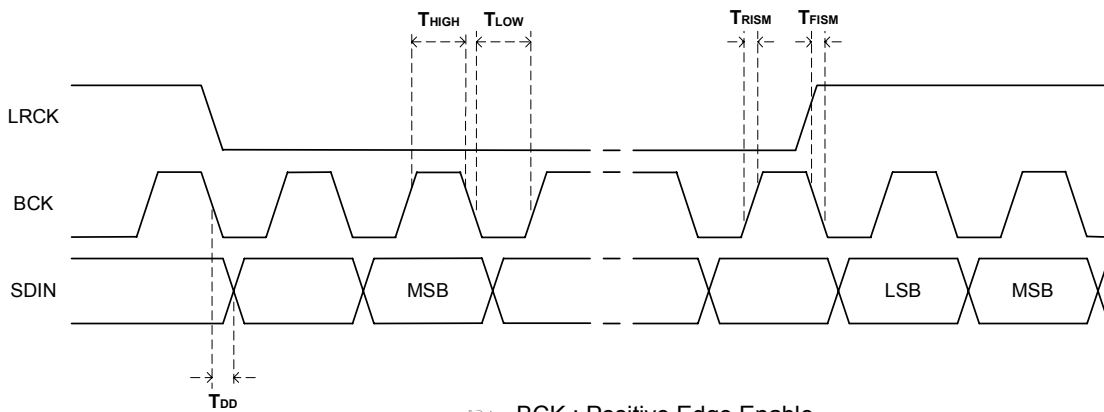 THIGH TLOW TRISM TFISM
LRCK
BCK
SDIN MSB LSB MSB
TDD
BCK : Positive Edge Enable